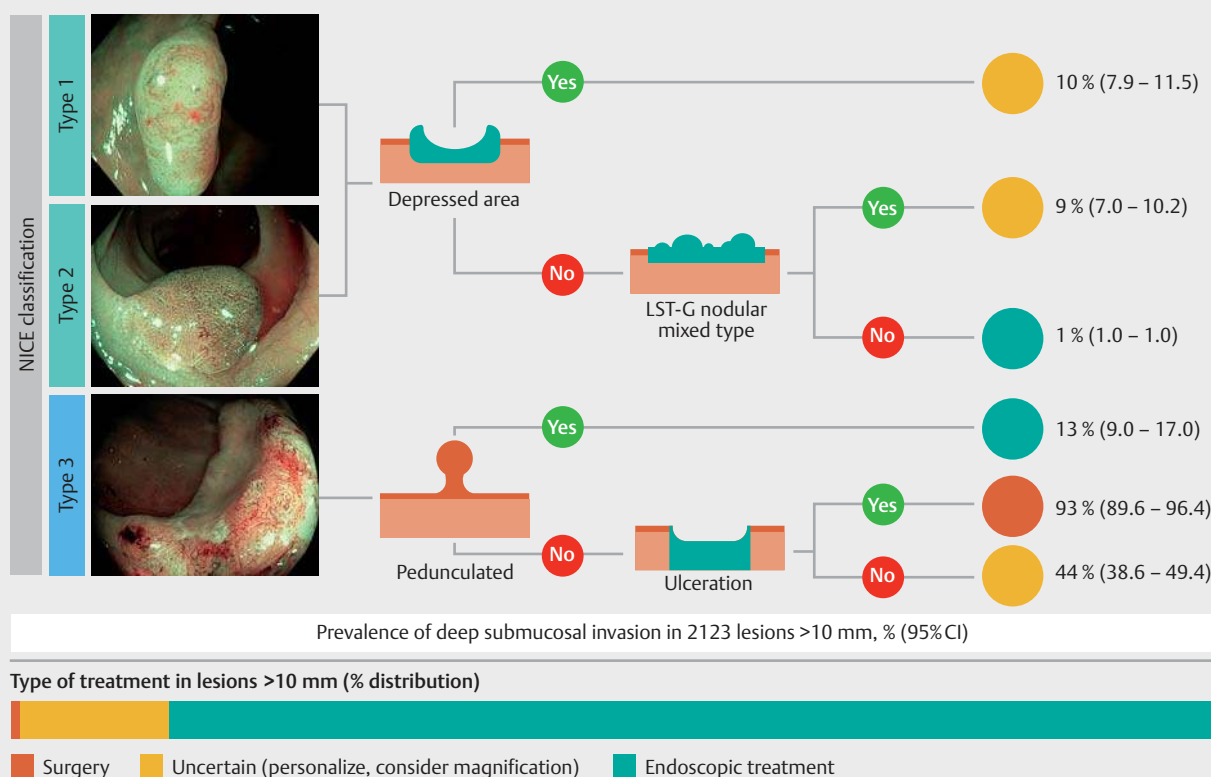 NICE classification
Type 1
Type 2
Type 3
Depressed area
Yes
10 % (7.9 – 11.5)
No
LST-G nodular
mixed type
Yes
9 % (7.0 – 10.2)
No
1 % (1.0 – 1.0)
Pedunculated
Yes
13 % (9.0 – 17.0)
No
Ulceration
Yes
93 % (89.6 – 96.4)
No
44 % (38.6 – 49.4)
Prevalence of deep submucosal invasion in 2123 lesions >10 mm, % (95% CI)
Type of treatment in lesions >10 mm (% distribution)
Surgery
Uncertain (personalize, consider magnification)
Endoscopic treatment